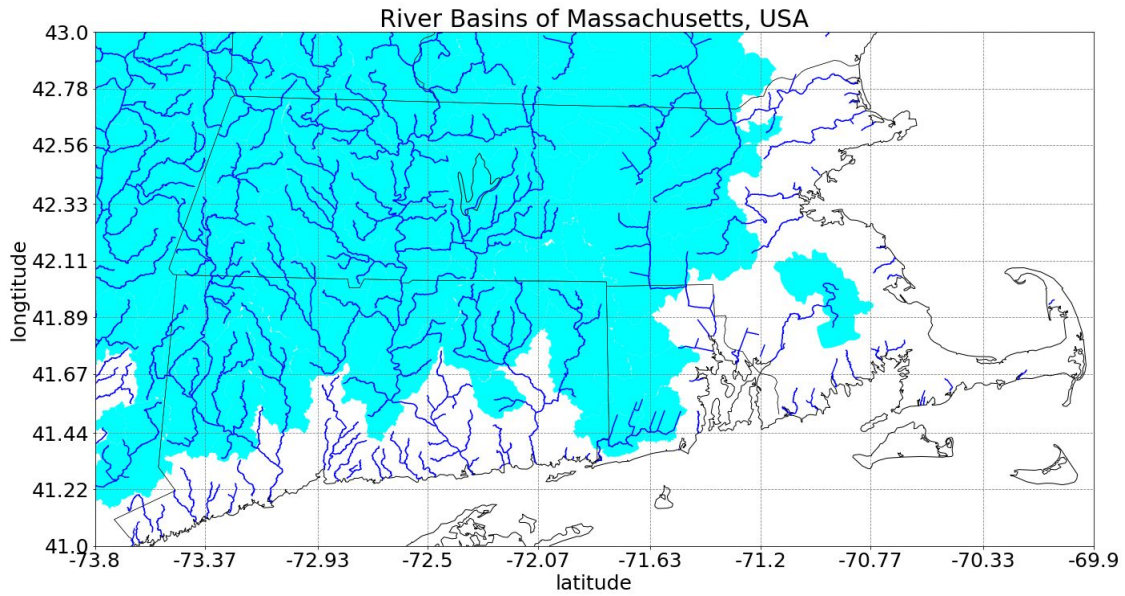 River Basins of Massachusetts, USA
43.0
42.78
42.56
42.33
42.11
41.89
41.67
41.44
41.22
41.0
longtitude
-73.8 -73.37 -72.93 -72.5 -72.07 -71.63 -71.2 -70.77 -70.33 -69.9
latitude